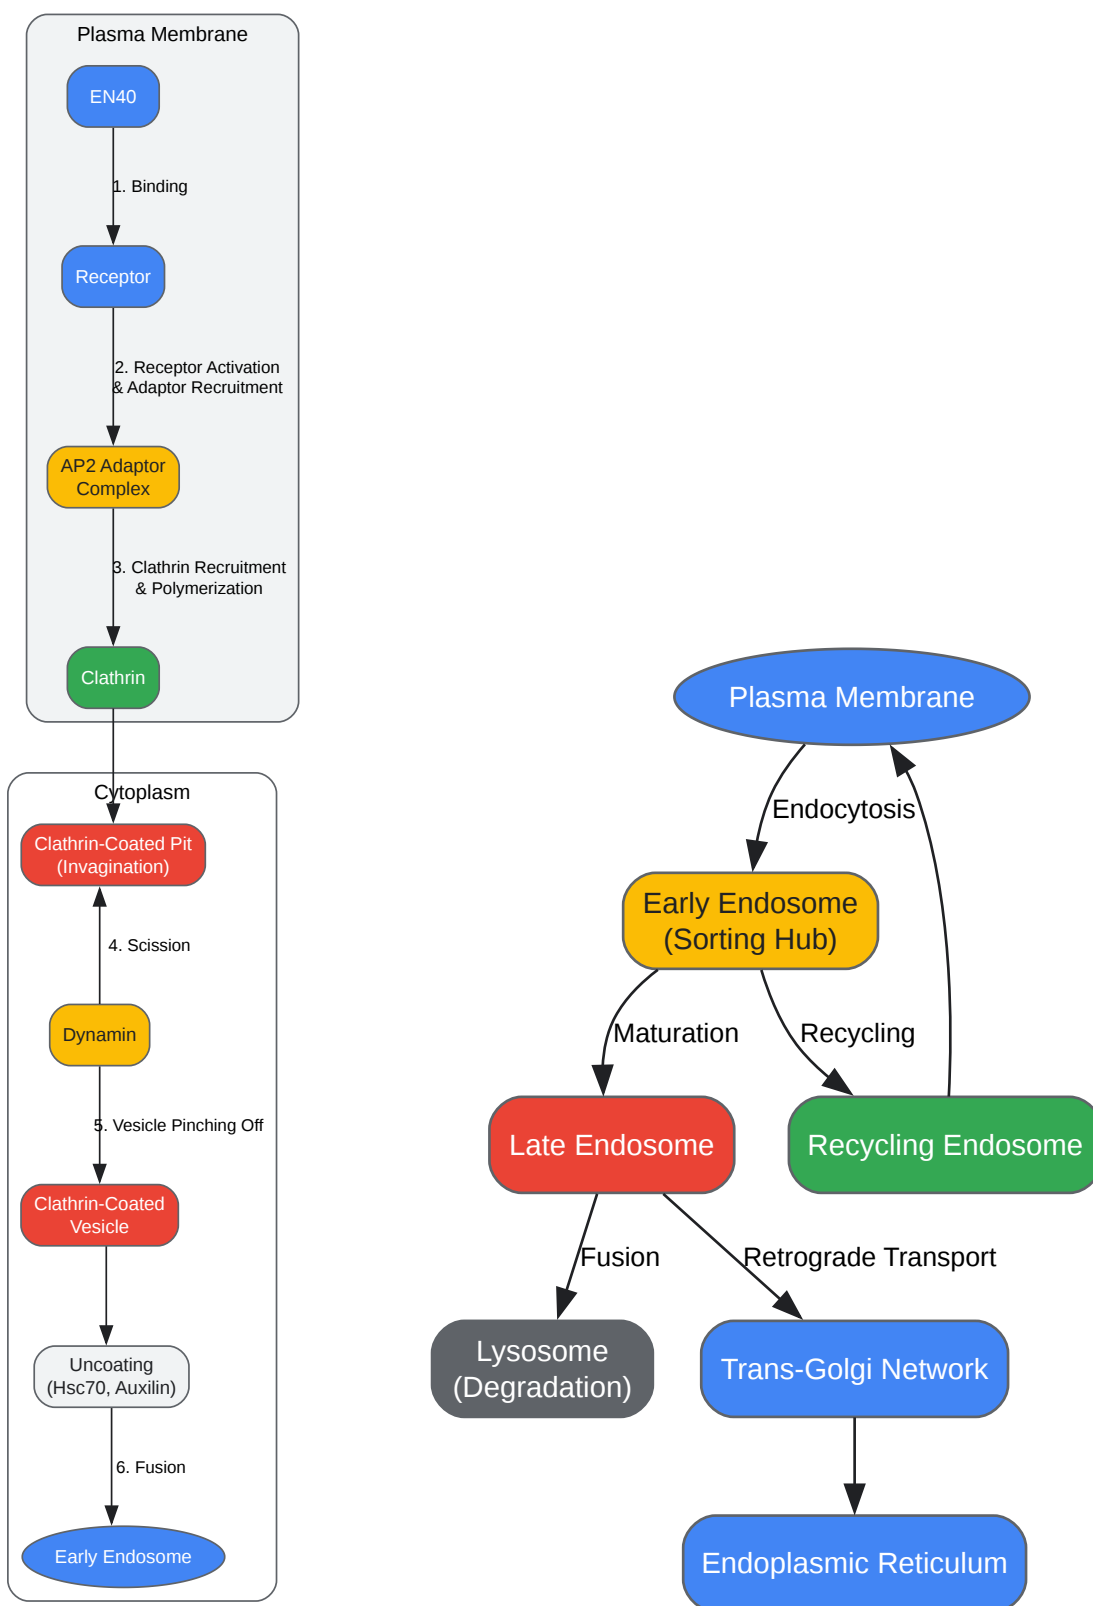 Plasma Membrane
EN40
1. Binding
Receptor
2. Receptor Activation
& Adaptor Recruitment
AP2 Adaptor
Complex
3. Clathrin Recruitment
& Polymerization
Clathrin
Cytoplasm
Clathrin-Coated Pit
(Invagination)
4. Scission
Dynamin
5. Vesicle Pinching Off
Clathrin-Coated
Vesicle
Uncoating
(Hsc70, Auxilin)
6. Fusion
Early Endosome
Plasma Membrane
Endocytosis
Early Endosome
(Sorting Hub)
Maturation
Recycling
Late Endosome
Recycling Endosome
Fusion
Retrograde Transport
Lysosome
(Degradation)
Trans-Golgi Network
Endoplasmic Reticulum